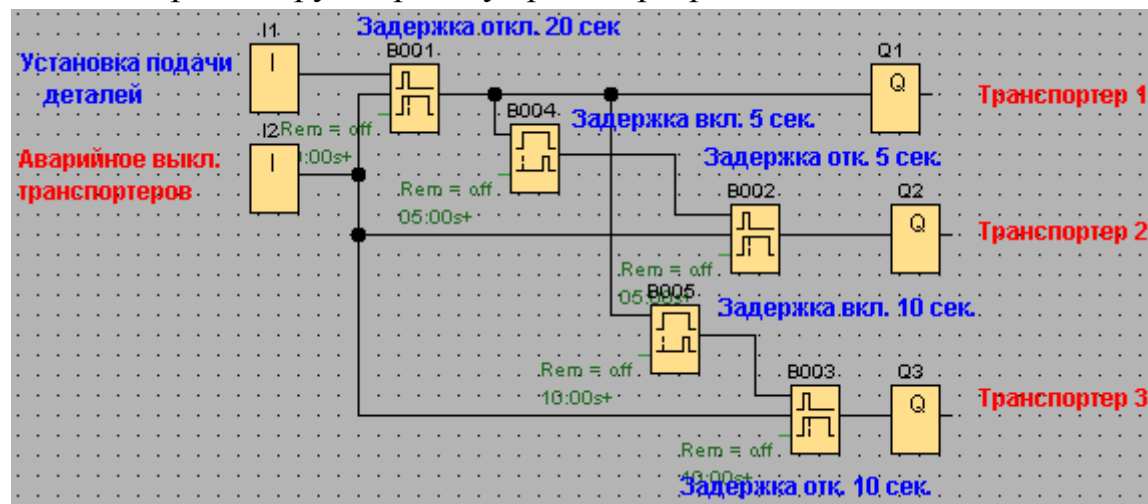 I1
Задержка откл. 20 сек
B001
Q1
Установка подачи
деталей
I
Q
Транспортер 1
B004
Задержка вкл. 5 сек.
I2
Rem = off
:00s+
Аварийное выкл.
транспортеров
I
Задержка отк. 5 сек.
Rem = off
05:00s+
B002
Q2
Q
Транспортер 2
Rem = off
B005
Задержка вкл. 10 сек.
Rem = off
10:00s+
B003
Q3
Q
Транспортер 3
Rem = off
Задержка отк. 10 сек.